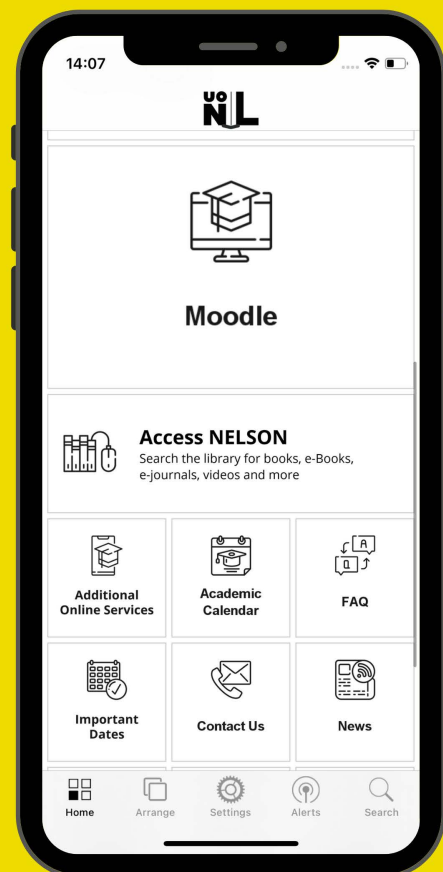 14:07
UO
NL
Moodle
Access NELSON
Search the library for books, e-Books,
e-journals, videos and more
A
Q
Additional
Online Services
Academic
Calendar
FAQ
Important
Dates
Contact Us
News
Home
Arrange
Settings
Alerts
Search